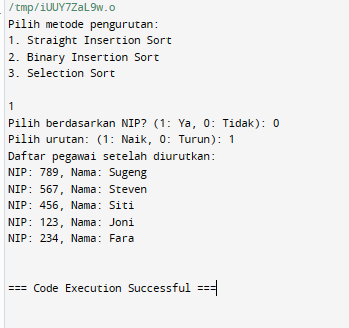 /tmp/iUUY7ZaL9w.o
Pilih metode pengurutan:
1. Straight Insertion Sort
2. Binary Insertion Sort
3. Selection Sort
1
Pilih berdasarkan NIP? (1: Ya, 0: Tidak): 0
Pilih urutan: (1: Naik, 0: Turun): 1
Daftar pegawai setelah diurutkan:
NIP: 789, Nama: Sugeng
NIP: 567, Nama: Steven
NIP: 456, Nama: Siti
NIP: 123, Nama: Joni
NIP: 234, Nama: Fara
=== Code Execution Successful ===